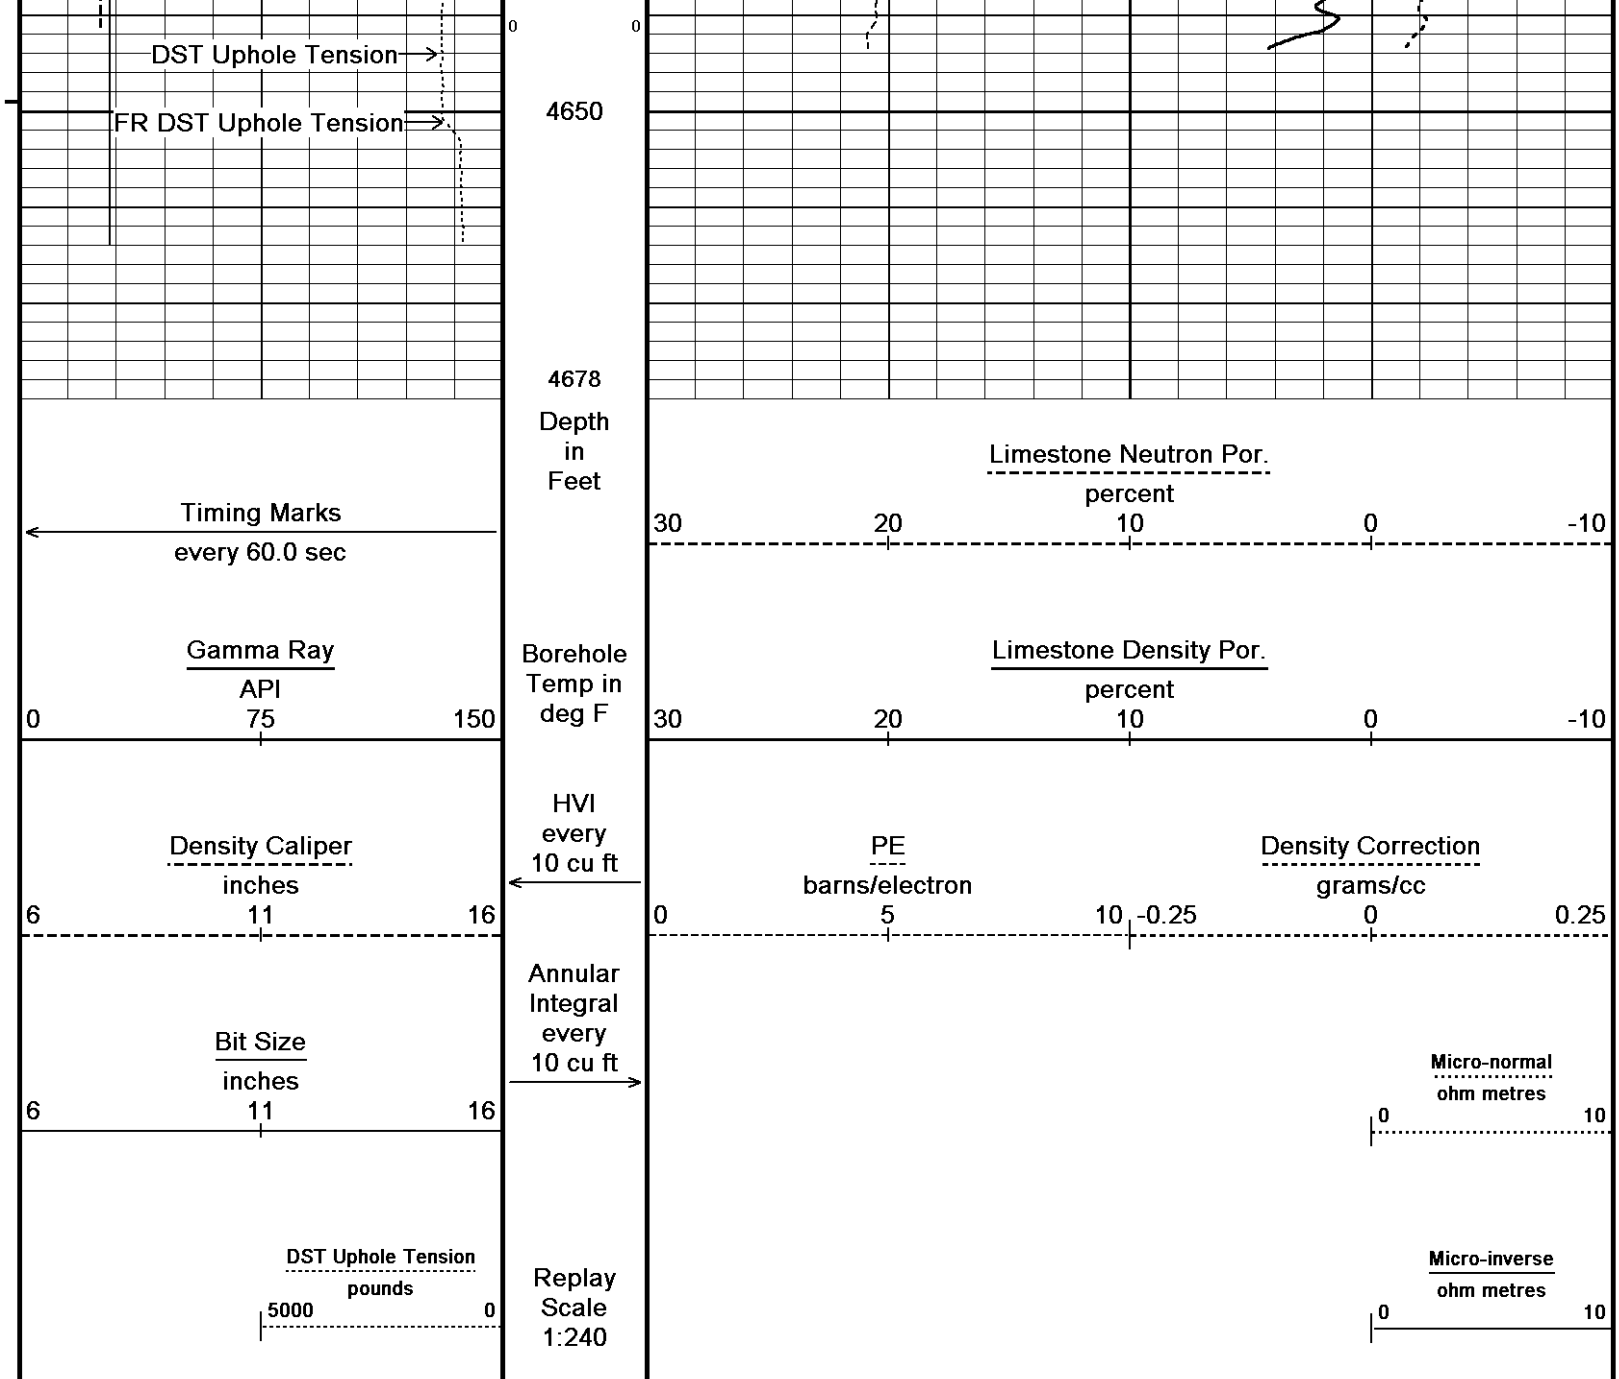 0 0
DST Uphole Tension
4650
FR DST Uphole Tension
4678
Depth
in
Feet
Timing Marks
every 60.0 sec
Limestone Neutron Por.
percent
30 20 10 0 -10
Gamma Ray
API
0 75 150
Borehole
Temp in
deg F
Limestone Density Por.
percent
30 20 10 0 -10
HVI
every
10 cu ft
Density Caliper
inches
6 11 16
PE
barns/electron
0 5 10
Density Correction
grams/cc
-0.25 0 0.25
Annular
Integral
every
10 cu ft
Bit Size
inches
6 11 16
Micro-normal
ohm metres
0 10
DST Uphole Tension
pounds
5000 0
Replay
Scale
1:240
Micro-inverse
ohm metres
0 10